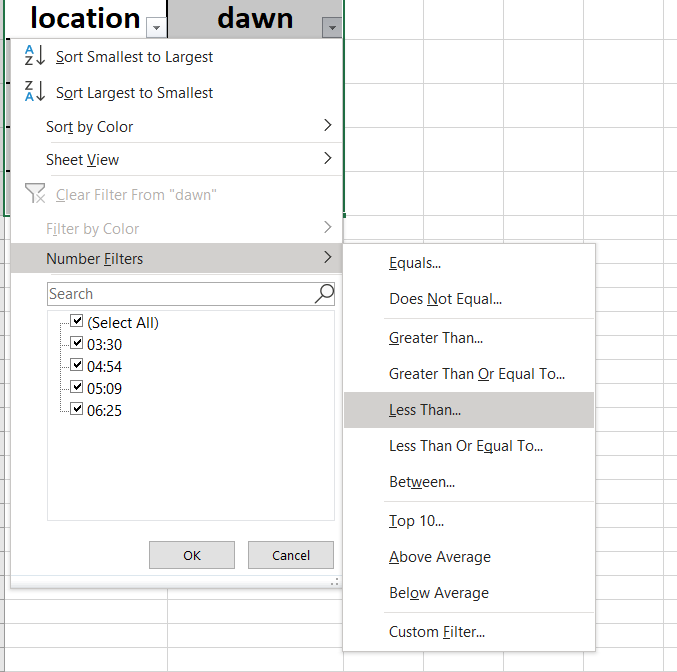 location dawn
Sort Smallest to Largest
Sort Largest to Smallest
Sort by Color
Sheet View
Clear Filter From "dawn"
Filter by Color
Number Filters
Search
(Select All)
03:30
04:54
05:09
06:25
OK Cancel
Equals...
Does Not Equal...
Greater Than...
Greater Than Or Equal To...
Less Than...
Less Than Or Equal To...
Between...
Top 10...
Above Average
Below Average
Custom Filter...